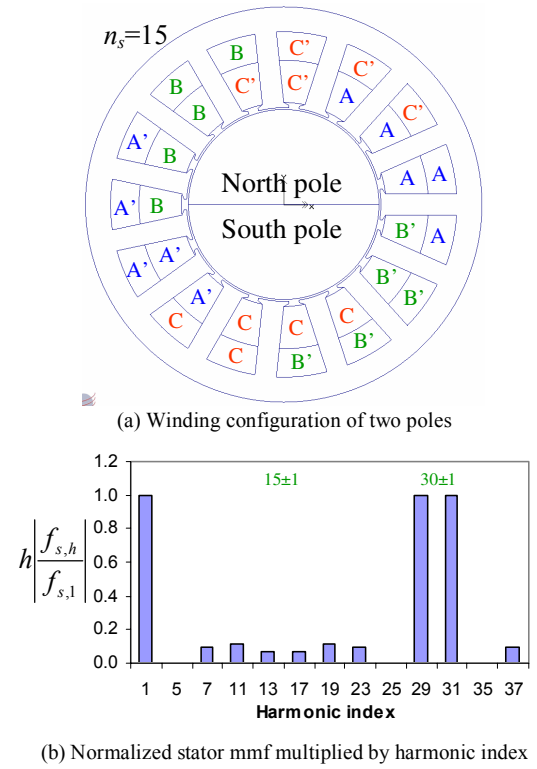 n_s=15
B C' C'
B C' C' C'
B A C'
A' B A
A A
North pole
A' B
South pole
B' A
A' A' B'
A' B'
C C C C
C B' B'
x
(a) Winding configuration of two poles
1.2
15±1 30±1
1.0
0.8
h|f_{s,h}/f_{s,1}|
0.6
0.4
0.2
0.0
1 5 7 11 13 17 19 23 25 29 31 35 37
Harmonic index
(b) Normalized stator mmf multiplied by harmonic index